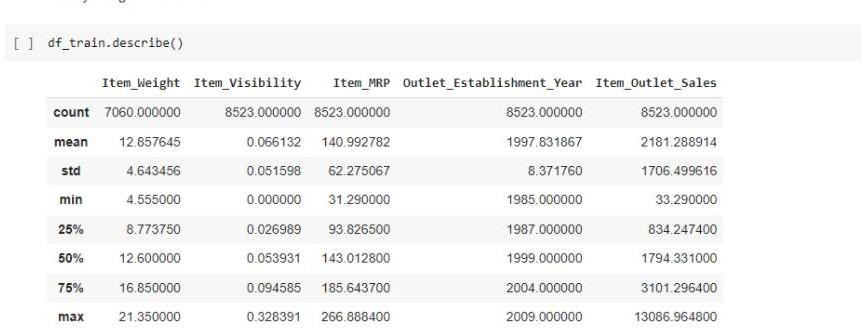 [ ] df_train.describe()
Item_Weight Item_Visibility Item_MRP Outlet_Establishment_Year Item_Outlet_Sales
count 7060.000000 8523.000000 8523.000000 8523.000000 8523.000000
mean 12.857645 0.066132 140.992782 1997.831867 2181.288914
std 4.643456 0.051598 62.275067 8.371760 1706.499616
min 4.555000 0.000000 31.290000 1985.000000 33.290000
25% 8.773750 0.026989 93.826500 1987.000000 834.247400
50% 12.600000 0.053931 143.012800 1999.000000 1794.331000
75% 16.850000 0.094585 185.643700 2004.000000 3101.296400
max 21.350000 0.328391 266.888400 2009.000000 13086.964800